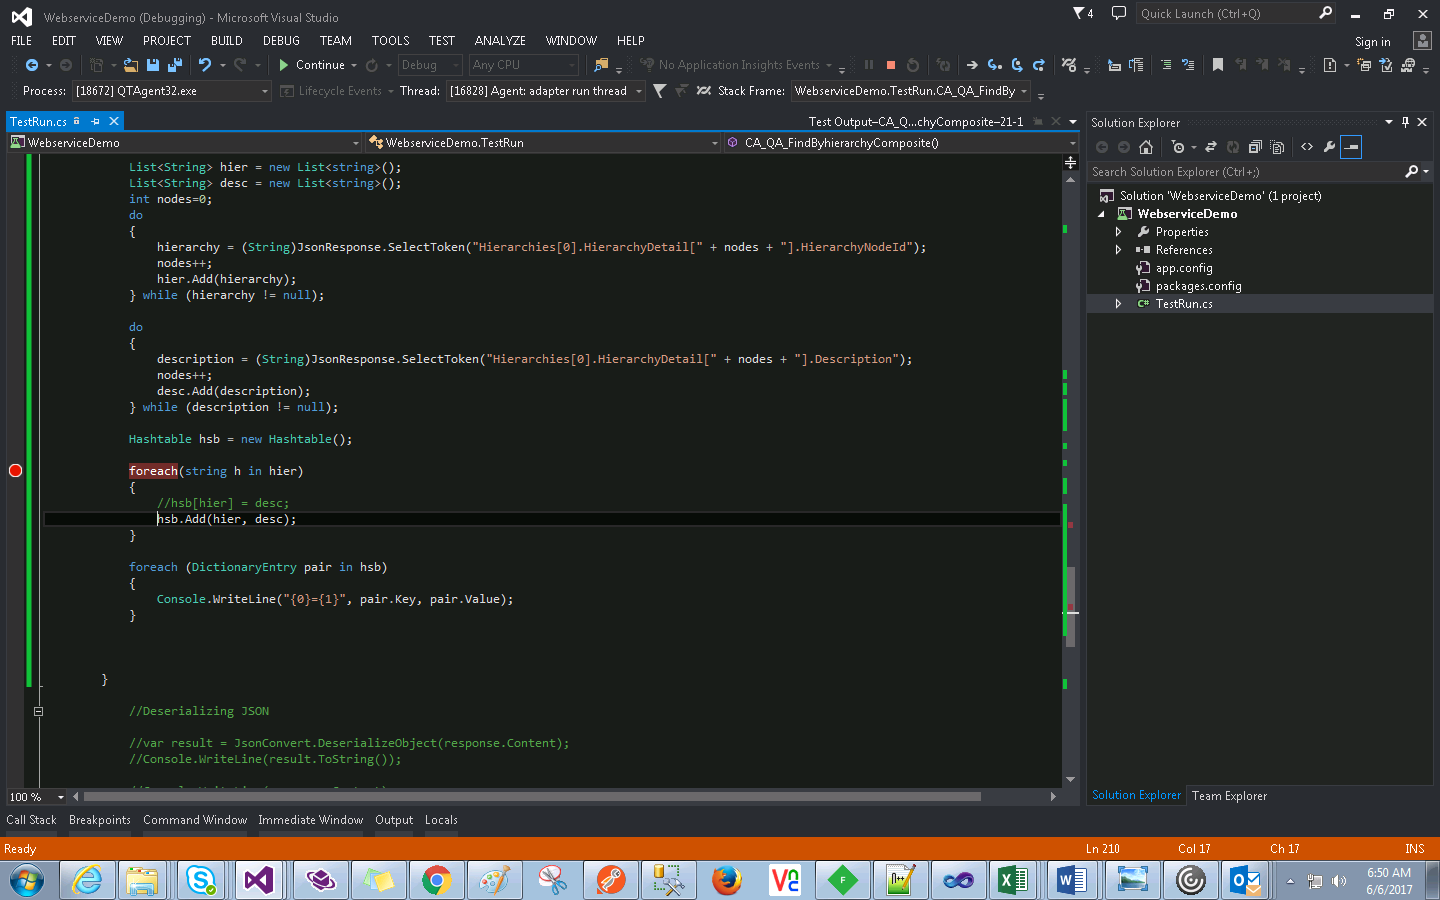 WebserviceDemo (Debugging) - Microsoft Visual Studio
4
Quick Launch (Ctrl+Q)
FILE EDIT VIEW PROJECT BUILD DEBUG TEAM TOOLS TEST ANALYZE WINDOW HELP
Sign in
Continue Debug Any CPU No Application Insights Events
Process: [18672] QTAgent32.exe Lifecycle Events Thread: [16828] Agent: adapter run thread Stack Frame: WebserviceDemo.TestRun.CA_QA_FindBy
TestRun.cs
Test Output–CA_Q...chyComposite–21-1
WebserviceDemo WebserviceDemo.TestRun CA_QA_FindByhierarchyComposite()
List<String> hier = new List<string>();
List<String> desc = new List<string>();
int nodes=0;
do
{
hierarchy = (String)JsonResponse.SelectToken("Hierarchies[0].HierarchyDetail[" + nodes + "].HierarchyNodeId");
nodes++;
hier.Add(hierarchy);
} while (hierarchy != null);
do
{
description = (String)JsonResponse.SelectToken("Hierarchies[0].HierarchyDetail[" + nodes + "].Description");
nodes++;
desc.Add(description);
} while (description != null);
Hashtable hsb = new Hashtable();
foreach(string h in hier)
{
//hsb[hier] = desc;
hsb.Add(hier, desc);
}
foreach (DictionaryEntry pair in hsb)
{
Console.WriteLine("{0}={1}", pair.Key, pair.Value);
}
}
//Deserializing JSON
//var result = JsonConvert.DeserializeObject(response.Content);
//Console.WriteLine(result.ToString());
100 %
Solution Explorer
Search Solution Explorer (Ctrl+;)
Solution 'WebserviceDemo' (1 project)
WebserviceDemo
Properties
References
app.config
packages.config
C# TestRun.cs
Solution Explorer Team Explorer
Call Stack Breakpoints Command Window Immediate Window Output Locals
Ready
Ln 210 Col 17 Ch 17 INS
6:50 AM
6/6/2017